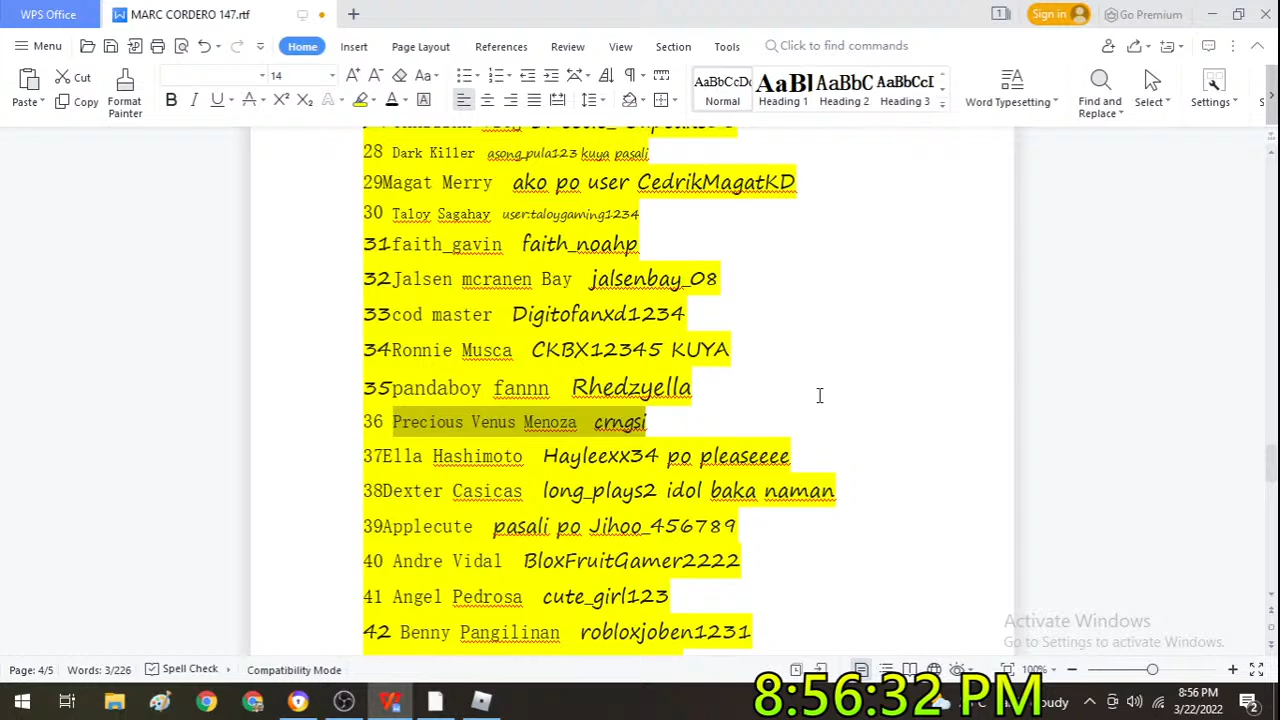 WPS Office
MARC CORDERO 147.rtf
1
Sign in
Go Premium
Menu
Home
Insert
Page Layout
References
Review
View
Section
Tools
Click to find commands
Paste
Cut
Copy
Format Painter
14
B I U
AaBbCcDd AaBl AaBbC AaBbCcI
Normal Heading 1 Heading 2 Heading 3
Word Typesetting
Find and Replace
Select
Settings
28 Dark Killer asong_pula123 kuya pasali
29Magat Merry ako po user CedrikMagatKD
30 Taloy Sagahay user:taloygaming1234
31faith_gavin faith_noahp
32Jalsen mcranen Bay jalsenbay_08
33cod master Digitofanxd1234
34Ronnie Musca CKBX12345 KUYA
35pandaboy fannn Rhedzyella
36 Precious Venus Menoza crngsi
37Ella Hashimoto Hayleexx34 po pleaseeee
38Dexter Casicas long_plays2 idol baka naman
39Applecute pasali po Jihoo_456789
40 Andre Vidal BloxFruitGamer2222
41 Angel Pedrosa cute_girl123
42 Benny Pangilinan robloxjoben1231
Activate Windows
Go to Settings to activate Windows.
Page: 4/5 Words: 3/226 Spell Check Compatibility Mode
100%
8:56:32 PM
8:56 PM
3/22/2022
2